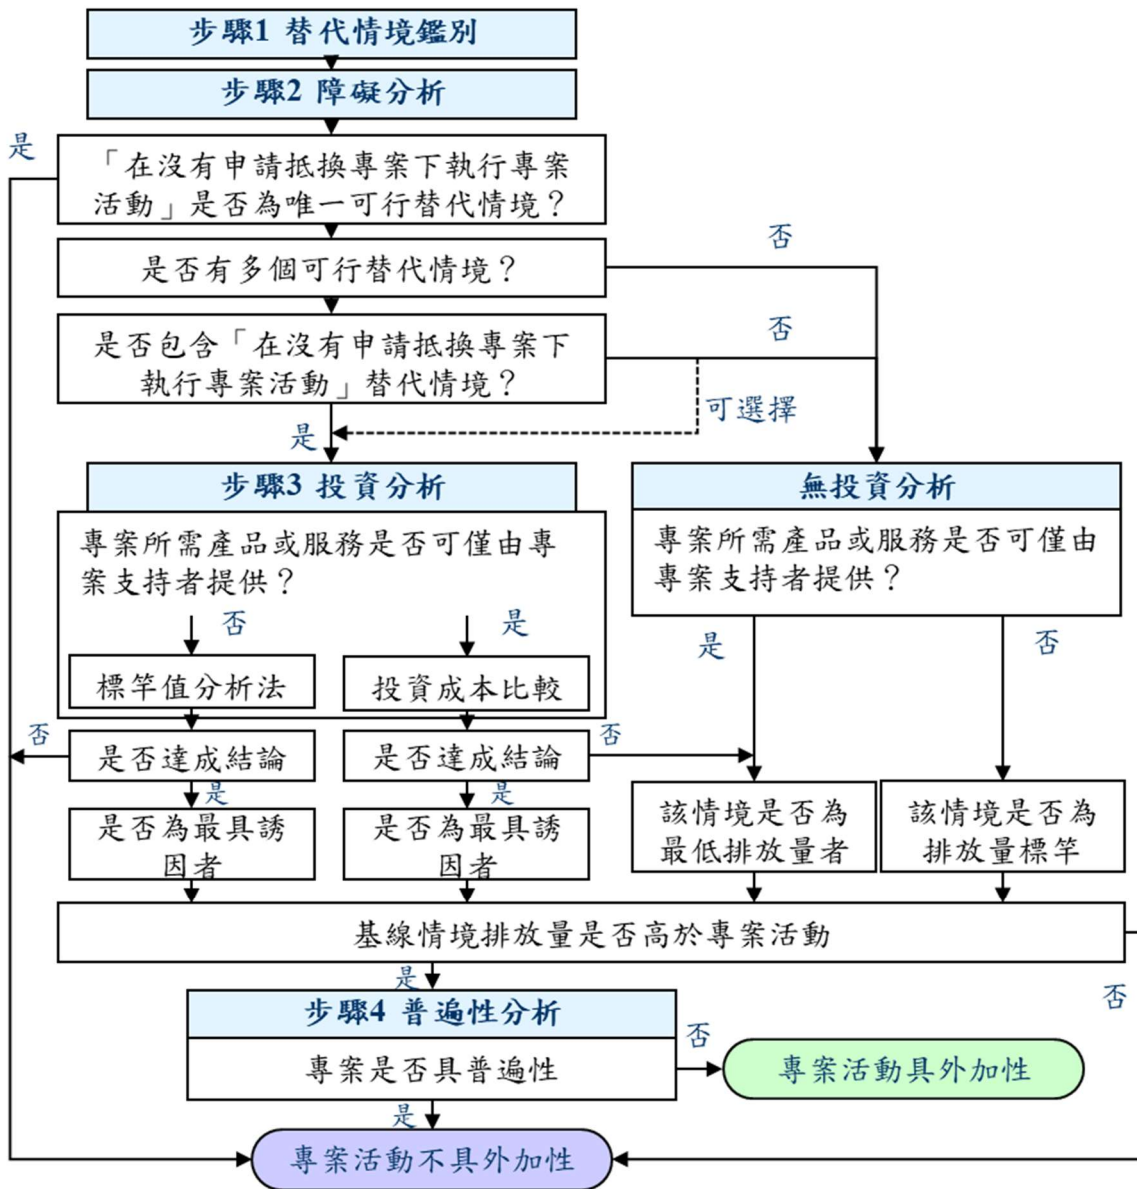 步驟1 替代情境鑑別
步驟2 障礙分析
是
「在沒有申請抵換專案下執行專案
活動」是否為唯一可行替代情境？
否
是否有多個可行替代情境？
否
是否包含「在沒有申請抵換專案下
執行專案活動」替代情境？
可選擇
是
步驟3 投資分析
無投資分析
專案所需產品或服務是否可僅由專
案支持者提供？
專案所需產品或服務是否可僅由
專案支持者提供？
否
是
是
否
標竿值分析法
投資成本比較
否
是否達成結論
是否達成結論
否
是
是
是否為最具誘
因者
是否為最具誘
因者
該情境是否為
最低排放量者
該情境是否為
排放量標竿
基線情境排放量是否高於專案活動
是
否
步驟4 普遍性分析
否
專案是否具普遍性
專案活動具外加性
是
專案活動不具外加性